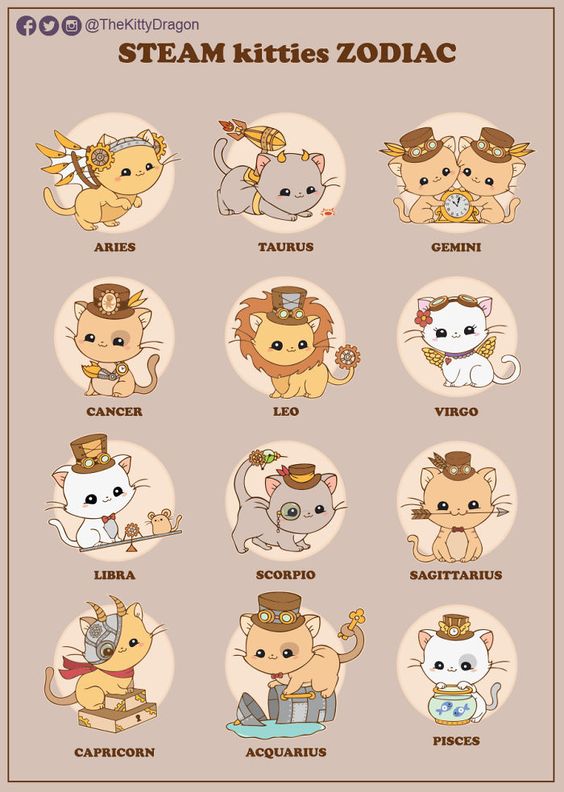 @TheKittyDragon
STEAM kitties ZODIAC
ARIES
TAURUS
GEMINI
CANCER
LEO
VIRGO
LIBRA
SCORPIO
SAGITTARIUS
CAPRICORN
ACQUARIUS
PISCES